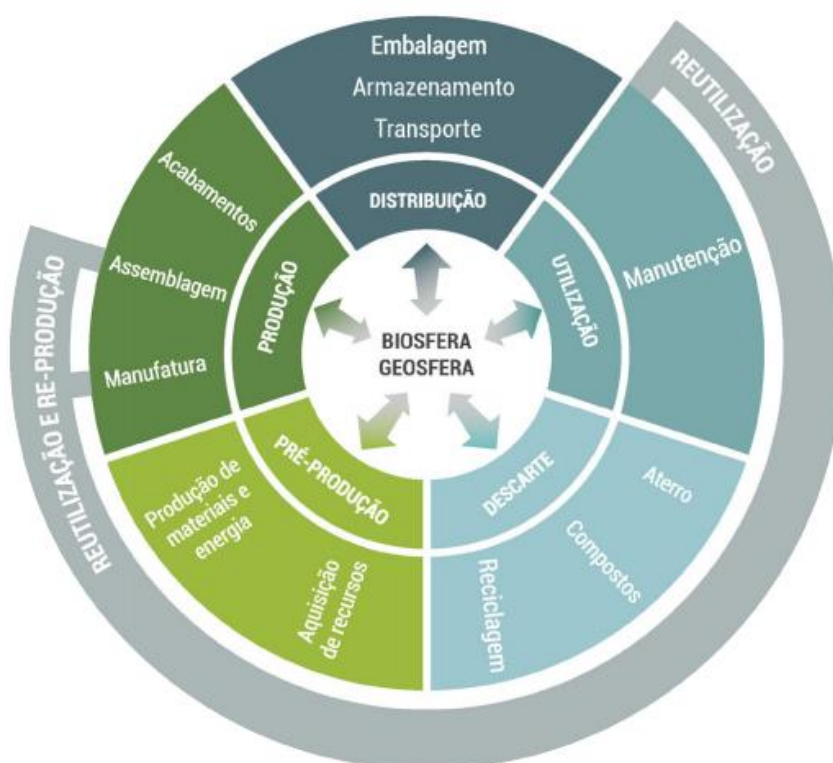 Embalagem
Armazenamento
Transporte
DISTRIBUIÇÃO
REUTILIZAÇÃO
Manutenção
UTILIZAÇÃO
Aterro
Compostos
Reciclagem
DESCARTE
Aquisição
de recursos
Produção de
materiais e
energia
PRÉ-PRODUÇÃO
Manufatura
Assemblagem
Acabamentos
PRODUÇÃO
REUTILIZAÇÃO E RE-PRODUÇÃO
BIOSFERA
GEOSFERA